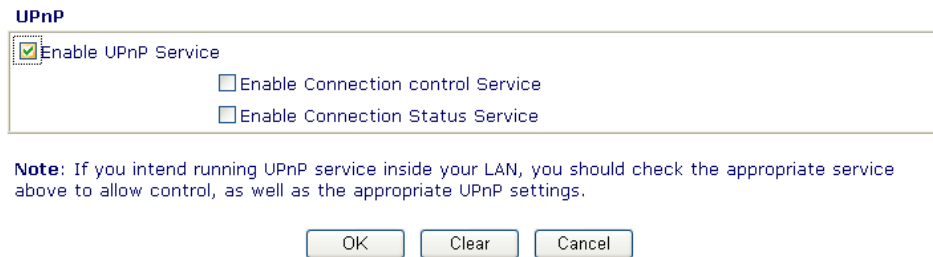 UPnP
Enable UPnP Service
Enable Connection control Service
Enable Connection Status Service
Note: If you intend running UPnP service inside your LAN, you should check the appropriate service
above to allow control, as well as the appropriate UPnP settings.
OK Clear Cancel